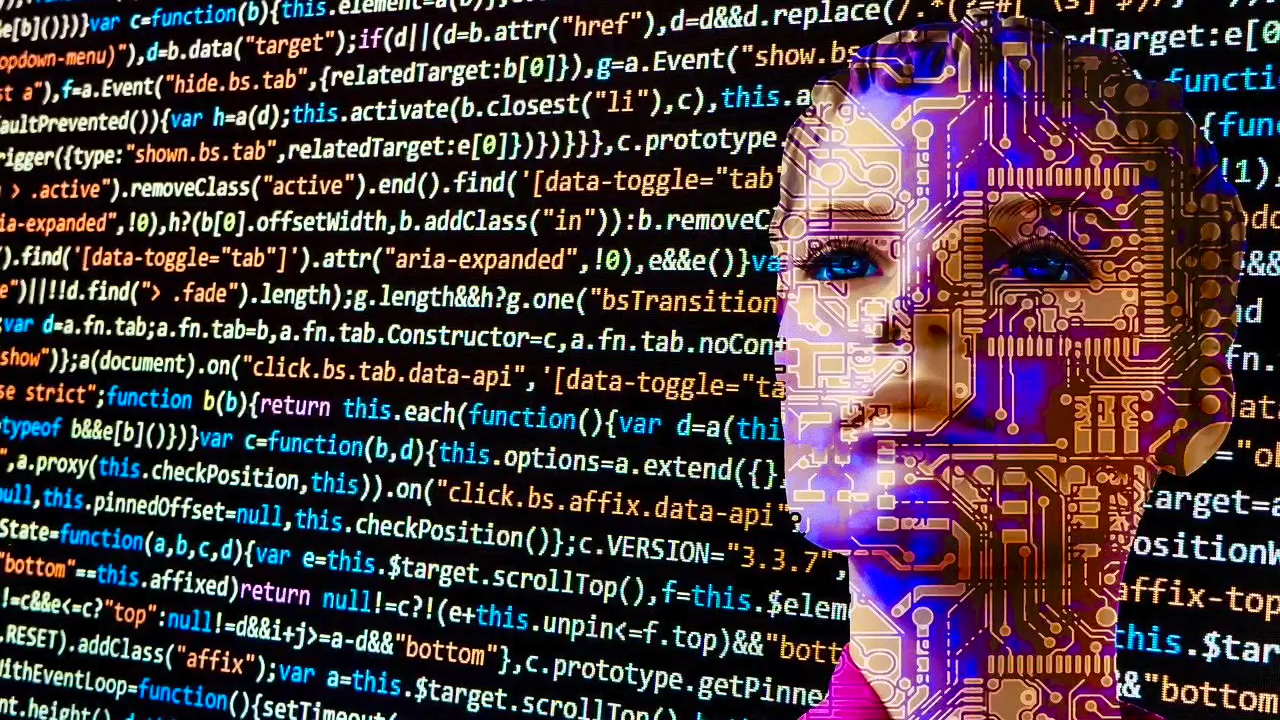 e[b]()})}var c=function(b){this.element=a(b)};
opdown-menu)"),d=b.data("target");if(d||(d=b.attr("href"),d=d&&d.replace(/.*(?=#[^\s]*$)/ dTarget:e[0
st a"),f=a.Event("hide.bs.tab",{relatedTarget:b[0]}),g=a.Event("show.bs functi
aultPrevented()){var h=a(d);this.activate(b.closest("li"),c),this.a {fun
rigger({type:"shown.bs.tab",relatedTarget:e[0]})})}}},c.prototype. !1),
> .active").removeClass("active").end().find('[data-toggle="tab"
ia-expanded",!0),h?(b[0].offsetWidth,b.addClass("in")):b.removeC
).find('[data-toggle="tab"]').attr("aria-expanded",!0),e&&e()}va
e")||!!d.find("> .fade").length);g.length&&h?g.one("bsTransition
;var d=a.fn.tab;a.fn.tab=b,a.fn.tab.Constructor=c,a.fn.tab.noCon fn.
show")};a(document).on("click.bs.tab.data-api",'[data-toggle="ta
se strict";function b(b){return this.each(function(){var d=a(thi
typeof b&&e[b]()})}var c=function(b,d){this.options=a.extend({}
",a.proxy(this.checkPosition,this)).on("click.bs.affix.data-api" target=a
null,this.pinnedOffset=null,this.checkPosition()};c.VERSION="3.3.7", ositionW
State=function(a,b,c,d){var e=this.$target.scrollTop(),f=this.$elem affix-top
"bottom"==this.affixed)return null!=c?!(e+this.unpin<=f.top)&&"bott this.$tar
!=c&&e<=c?"top":null!=d&&i+j>=a-d&&"bottom"},c.prototype.getPinne &"bottom
.RESET).addClass("affix");var a=this.$target.scrollTop(
ithEventLoop=function(){setTimeout(
nt.height()